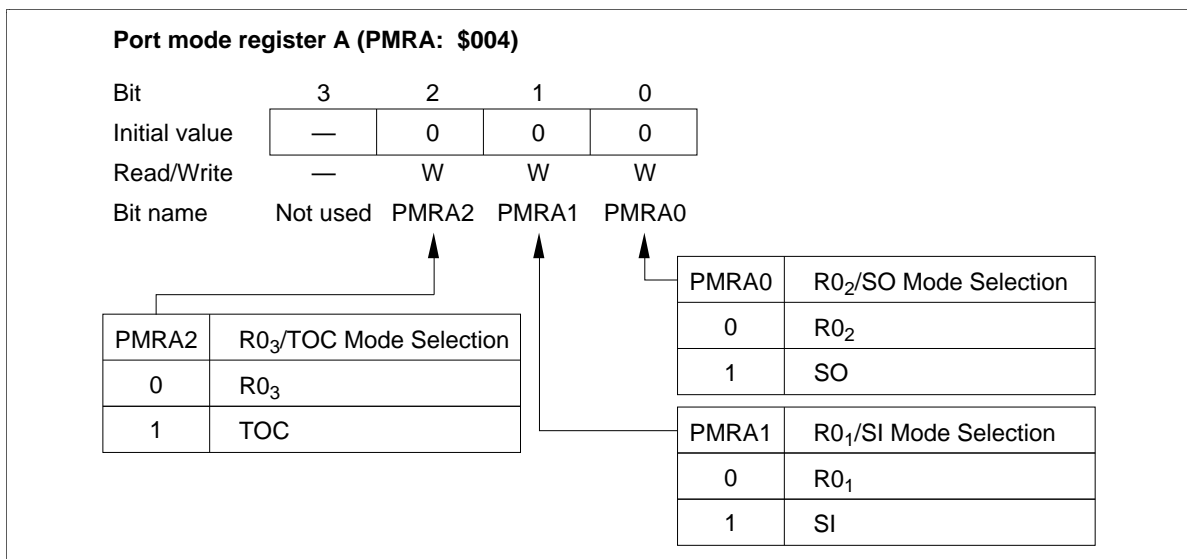 Port mode register A (PMRA: $004)
Bit 3 2 1 0
Initial value — 0 0 0
Read/Write — W W W
Bit name Not used PMRA2 PMRA1 PMRA0
PMRA2 R0₃/TOC Mode Selection
0 R0₃
1 TOC
PMRA0 R0₂/SO Mode Selection
0 R0₂
1 SO
PMRA1 R0₁/SI Mode Selection
0 R0₁
1 SI